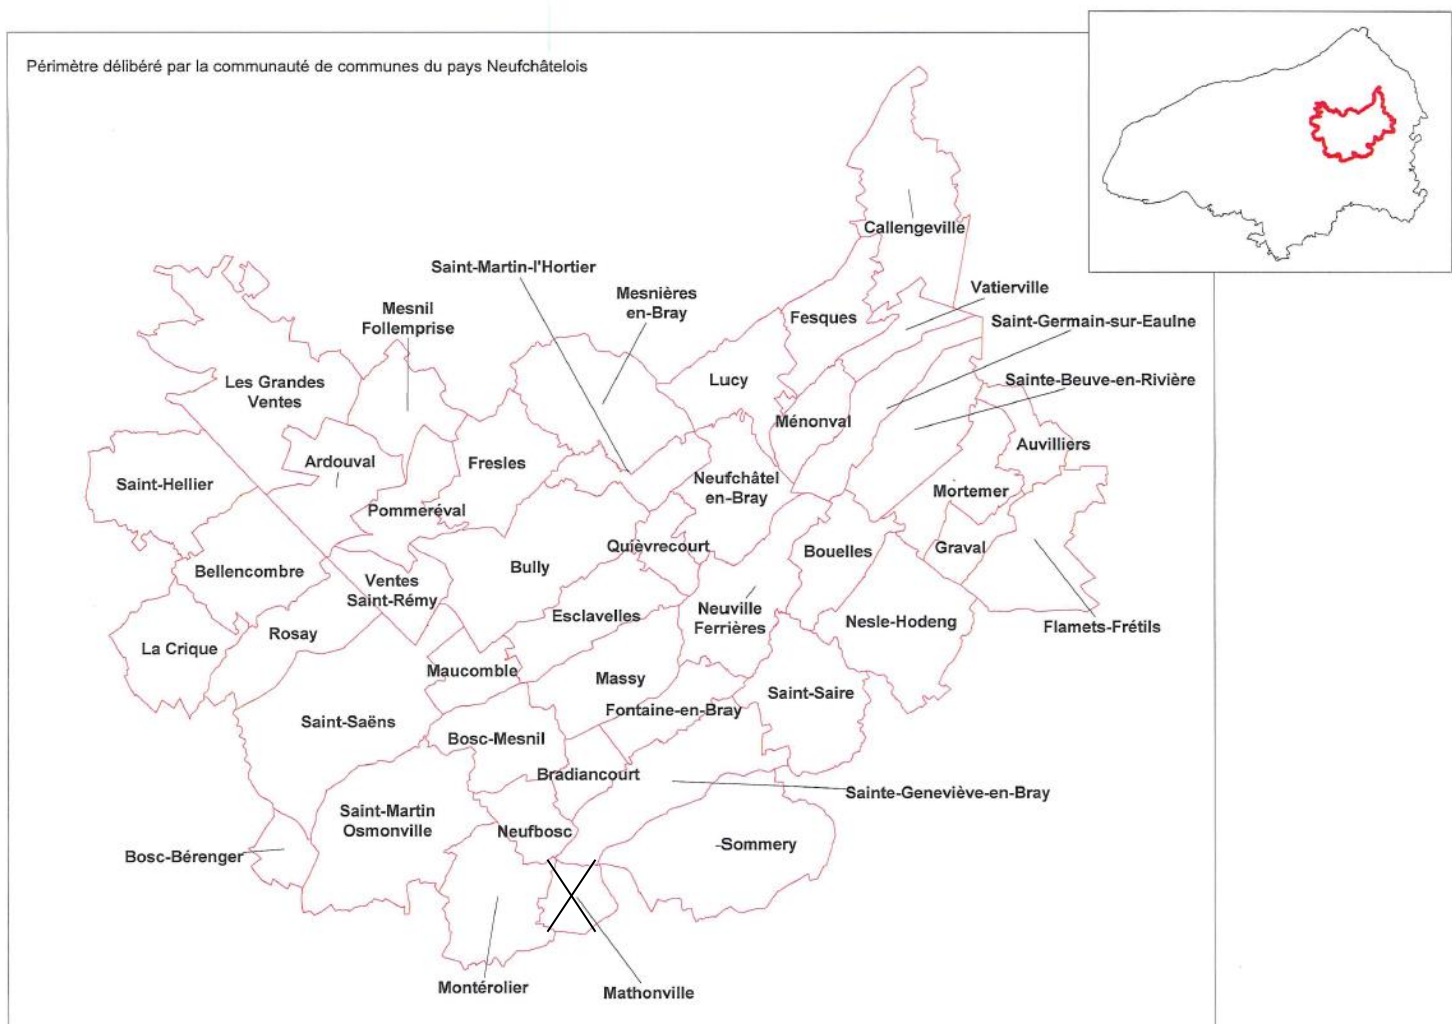 Périmètre délibéré par la communauté de communes du pays Neufchâtelois
Callengeville
Saint-Martin-l'Hortier
Mesnières
en-Bray
Vatierville
Mesnil
Follemprise
Fesques
Saint-Germain-sur-Eaulne
Les Grandes
Ventes
Lucy
Sainte-Beuve-en-Rivière
Ménonval
Auvilliers
Ardouval
Fresles
Saint-Hellier
Neufchâtel
en-Bray
Mortemer
Pommeréval
Quièvrecourt
Bouelles
Graval
Bellencombre
Bully
Ventes
Saint-Rémy
Esclavelles
Neuville
Ferrières
Nesle-Hodeng
Flamets-Frétils
Rosay
La Crique
Maucomble
Massy
Saint-Saire
Fontaine-en-Bray
Saint-Saëns
Bosc-Mesnil
Bradiancourt
Sainte-Geneviève-en-Bray
Saint-Martin
Osmonville
Neufbosc
Sommery
Bosc-Bérenger
Montérolier
Mathonville